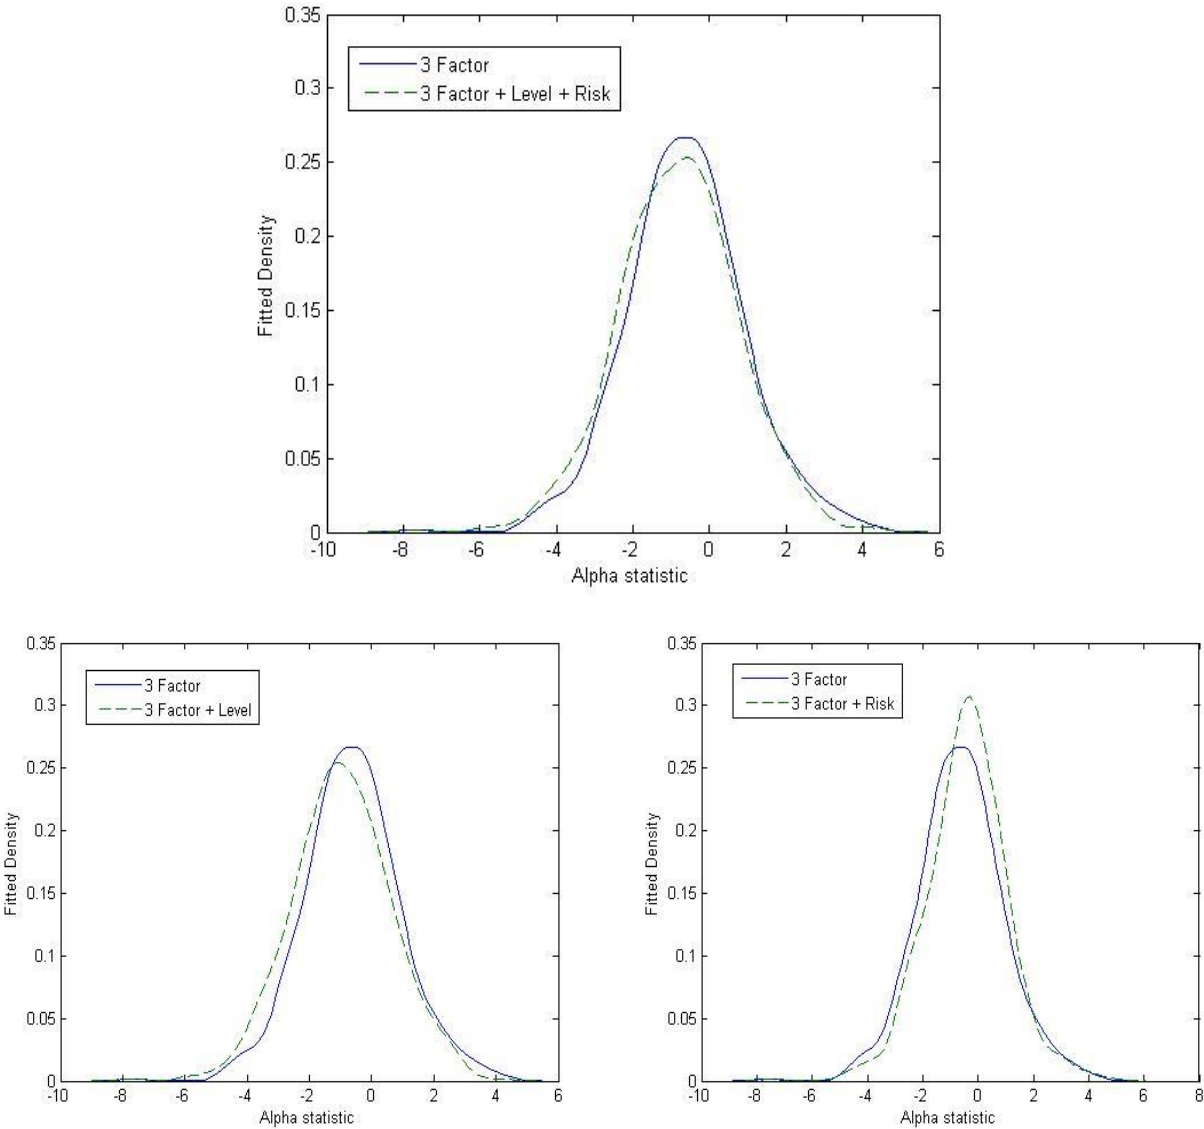 0.35
3 Factor
3 Factor + Level + Risk
0.3
0.25
0.2
0.15
0.1
0.05
0
Fitted Density
-10 -8 -6 -4 -2 0 2 4 6
Alpha statistic
0.35
3 Factor
3 Factor + Level
0.3
0.25
0.2
0.15
0.1
0.05
0
Fitted Density
-10 -8 -6 -4 -2 0 2 4 6
Alpha statistic
0.35
3 Factor
3 Factor + Risk
0.3
0.25
0.2
0.15
0.1
0.05
0
Fitted Density
-10 -8 -6 -4 -2 0 2 4 6 8
Alpha statistic